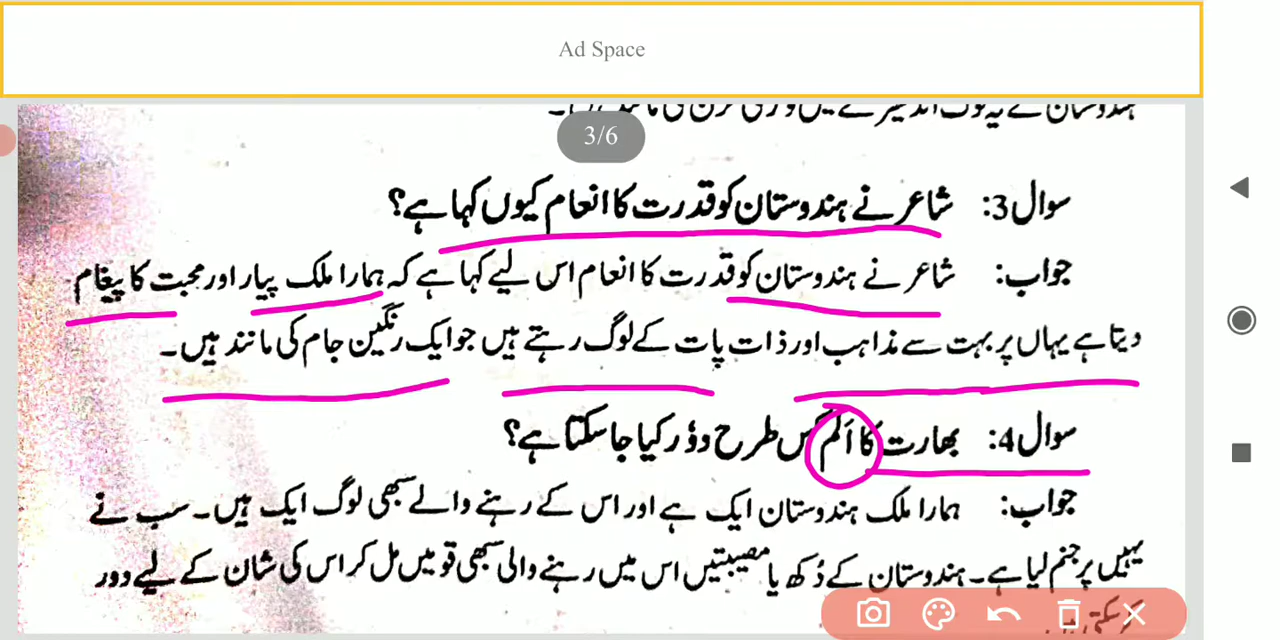 Ad Space
3/6
سوال 3: شاعر نے ہندوستان کو قدرت کا انعام کیوں کہا ہے؟
جواب: شاعر نے ہندوستان کو قدرت کا انعام اس لیے کہا ہے کہ ہمارا ملک پیار اور محبت کا پیغام
دیتا ہے یہاں پر بہت سے مذاہب اور ذات پات کے لوگ رہتے ہیں جو ایک رنگین جام کی مانند ہیں۔
سوال 4: بھارت کا اَلم کس طرح دوٗر کیا جا سکتا ہے؟
جواب: ہمارا ملک ہندوستان ایک ہے اور اس کے رہنے والے سبھی لوگ ایک ہیں۔ سب نے
یہیں پر جنم لیا ہے۔ ہندوستان کے دُکھ یا مصیبتیں اس میں رہنے والی سبھی قومیں مل کر اس کی شان کے لیے دور